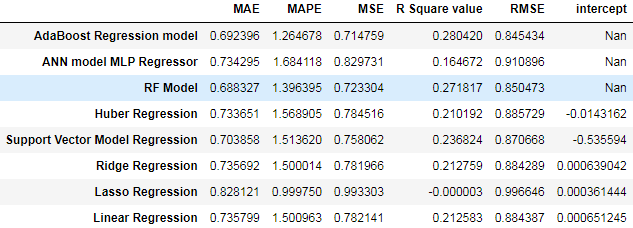 MAE MAPE MSE R Square value RMSE intercept
AdaBoost Regression model 0.692396 1.264678 0.714759 0.280420 0.845434 Nan
ANN model MLP Regressor 0.734295 1.684118 0.829731 0.164672 0.910896 Nan
RF Model 0.688327 1.396395 0.723304 0.271817 0.850473 Nan
Huber Regression 0.733651 1.568905 0.784516 0.210192 0.885729 -0.0143162
Support Vector Model Regression 0.703858 1.513620 0.758062 0.236824 0.870668 -0.535594
Ridge Regression 0.735692 1.500014 0.781966 0.212759 0.884289 0.000639042
Lasso Regression 0.828121 0.999750 0.993303 -0.000003 0.996646 0.000361444
Linear Regression 0.735799 1.500963 0.782141 0.212583 0.884387 0.000651245